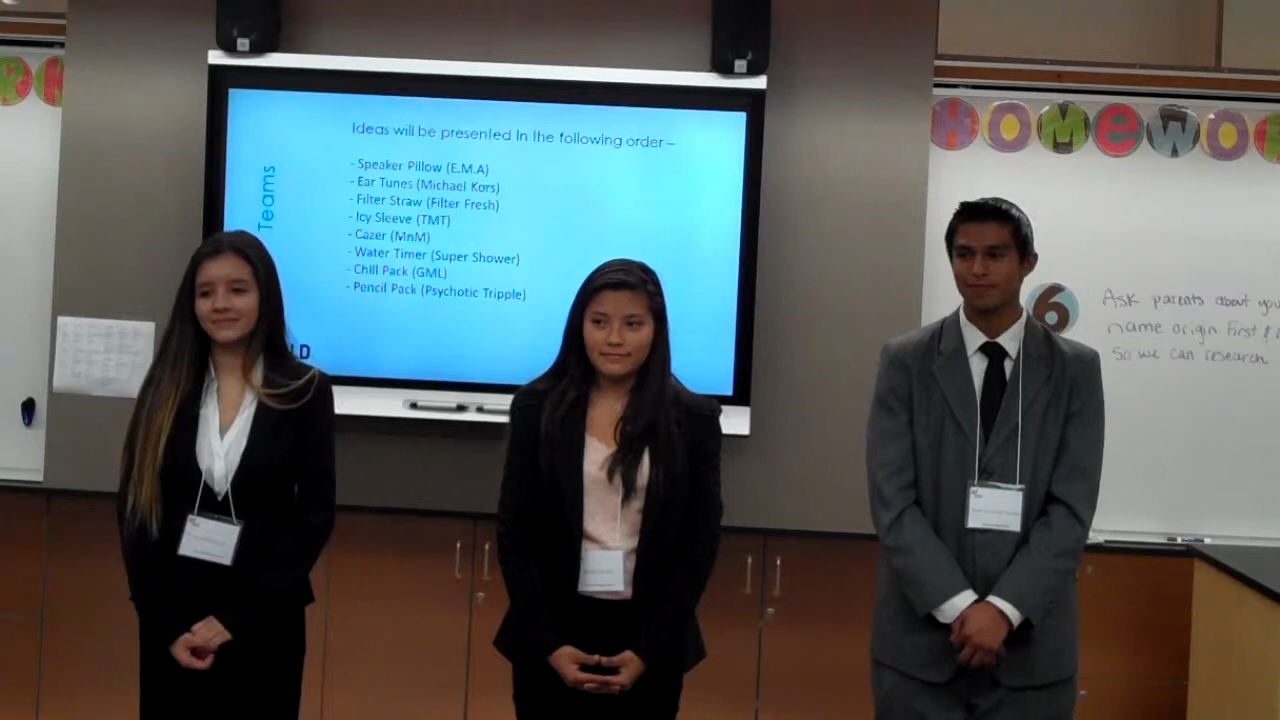 Ideas will be presented in the following order –
- Speaker Pillow (E.M.A)
- Ear Tunes (Michael Kors)
- Filter Straw (Filter Fresh)
- Icy Sleeve (TMT)
- Cazer (MnM)
- Water Timer (Super Shower)
- Chill Pack (GML)
- Pencil Pack (Psychotic Tripple)
Teams
LD
HOMEWO
6
Ask parents about you
name origin First &
so we can research